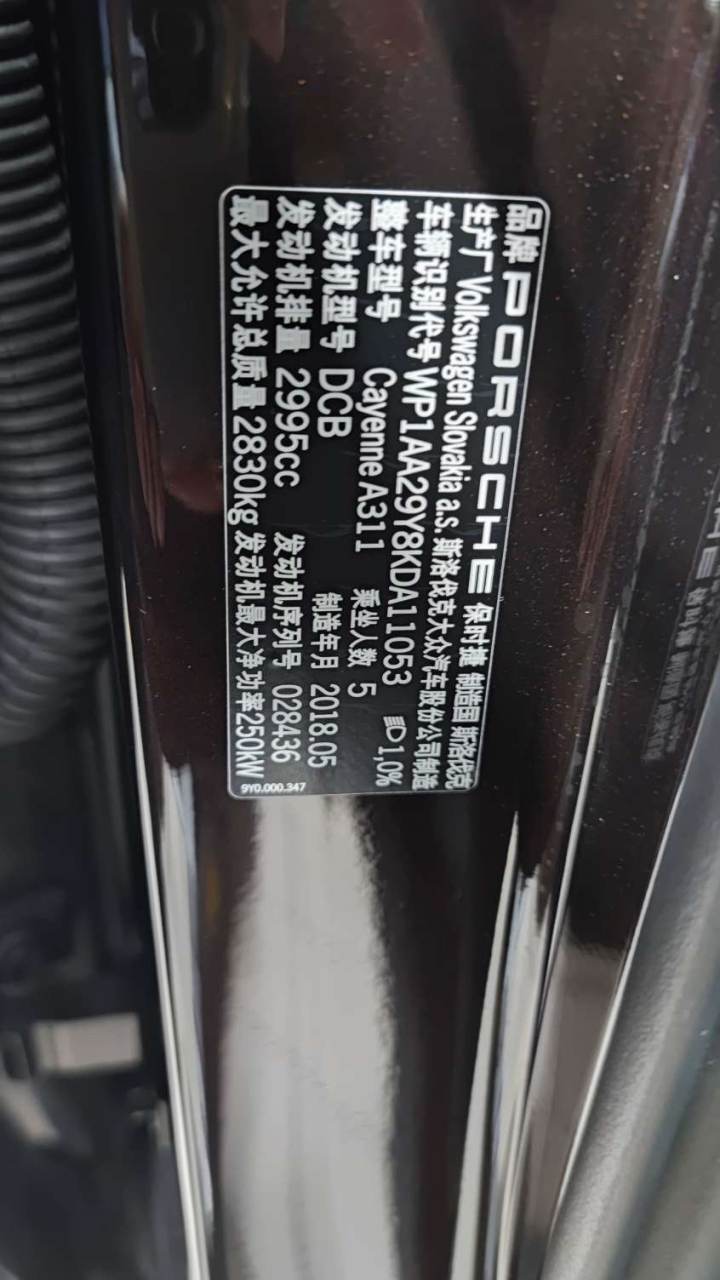 品牌 PORSCHE 保时捷 制造国 斯洛伐克
生产厂 Volkswagen Slovakia a.s. 斯洛伐克大众汽车股份公司制造
车辆识别代号 WP1AA29Y8KDA11053
整车型号 Cayenne A311 乘坐人数 5 1,0%
发动机型号 DCB 制造年月 2018.05
发动机排量 2995cc 发动机序列号 028436
最大允许总质量 2830kg 发动机最大净功率250kW
9Y0.000.347